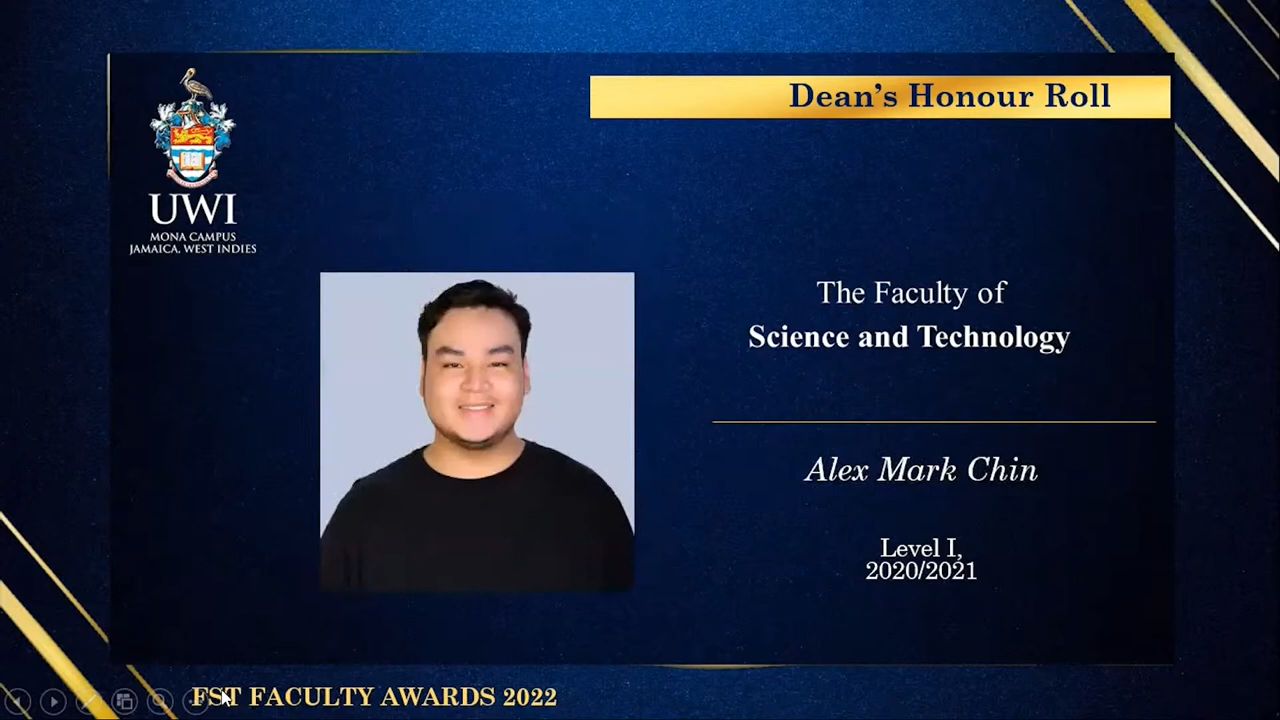 Dean's Honour Roll
UWI
MONA CAMPUS
JAMAICA, WEST INDIES
The Faculty of
Science and Technology
Alex Mark Chin
Level I,
2020/2021
FST FACULTY AWARDS 2022